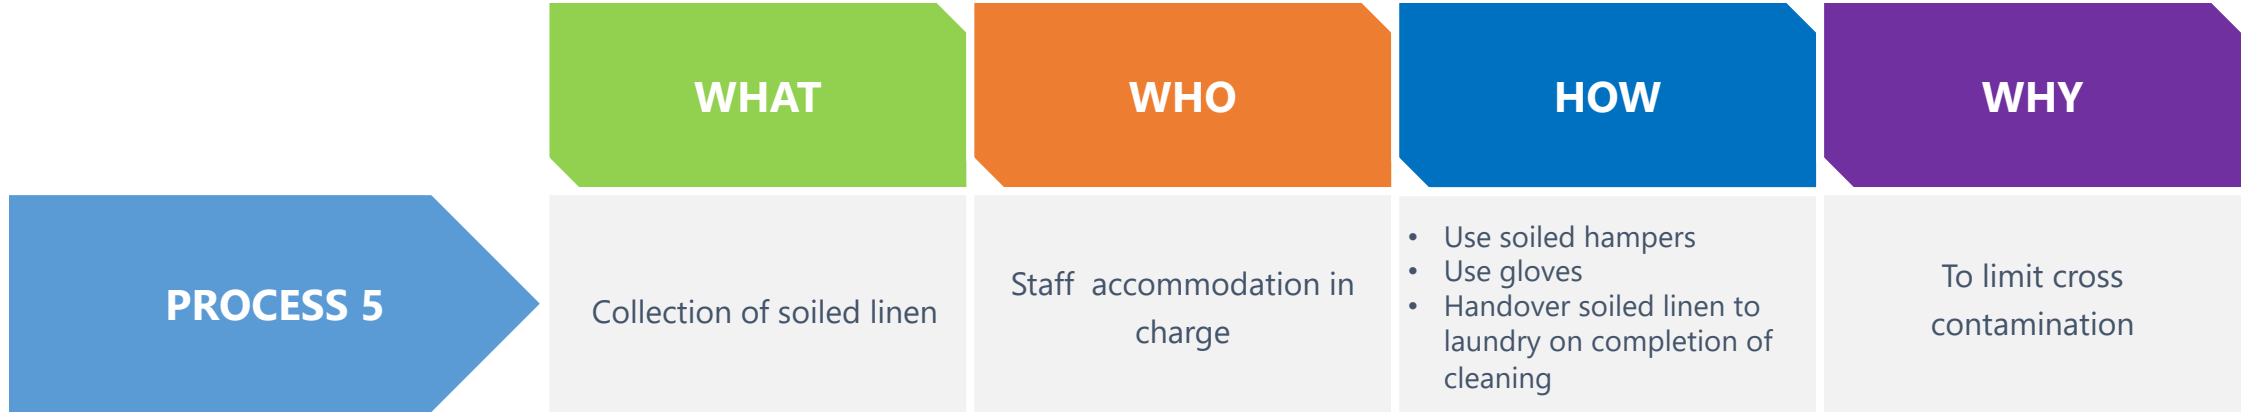 WHAT
WHO
HOW
WHY
PROCESS 5
Collection of soiled linen
Staff  accommodation in
charge
• Use soiled hampers
• Use gloves
• Handover soiled linen to
laundry on completion of
cleaning
To limit cross
contamination